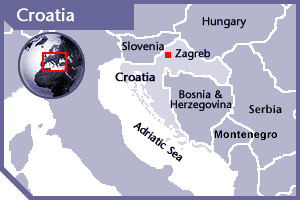 Croatia
Hungary
Slovenia
Zagreb
Croatia
Bosnia &
Herzegovina
Serbia
Adriatic Sea
Montenegro